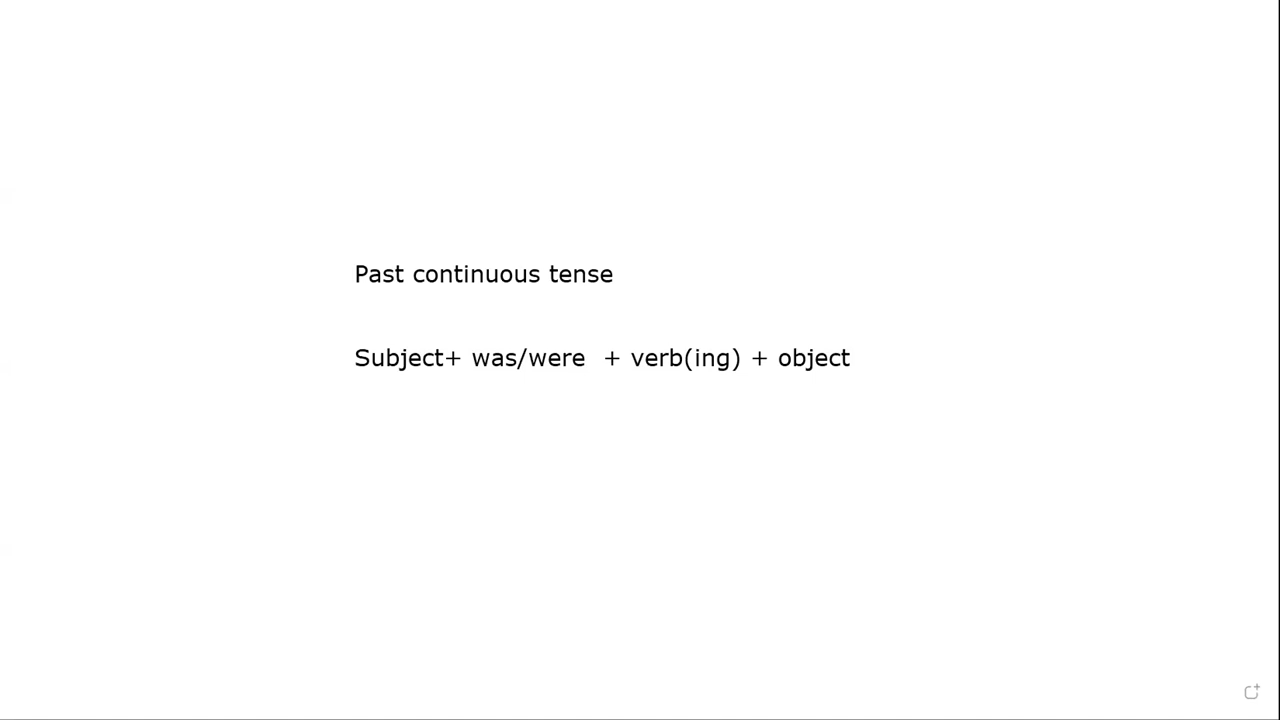 Past continuous tense
Subject+ was/were  + verb(ing) + object